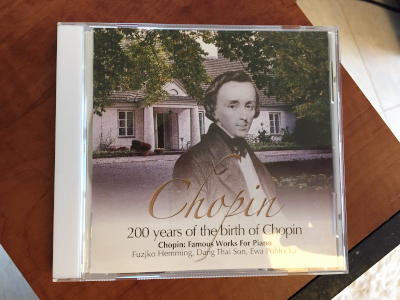 Chopin
200 years of the birth of Chopin
Chopin: Famous Works For Piano
Fuzjko Hemming, Dang Thai Son, Ewa Pobłocka